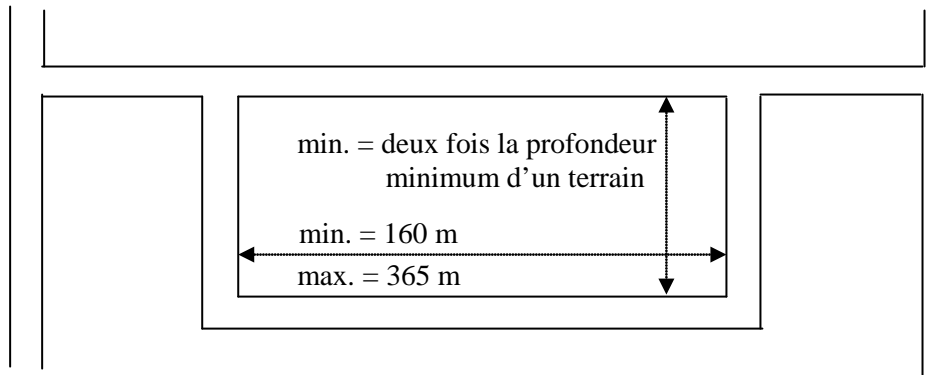 min. = deux fois la profondeur
minimum d’un terrain
min. = 160 m
max. = 365 m